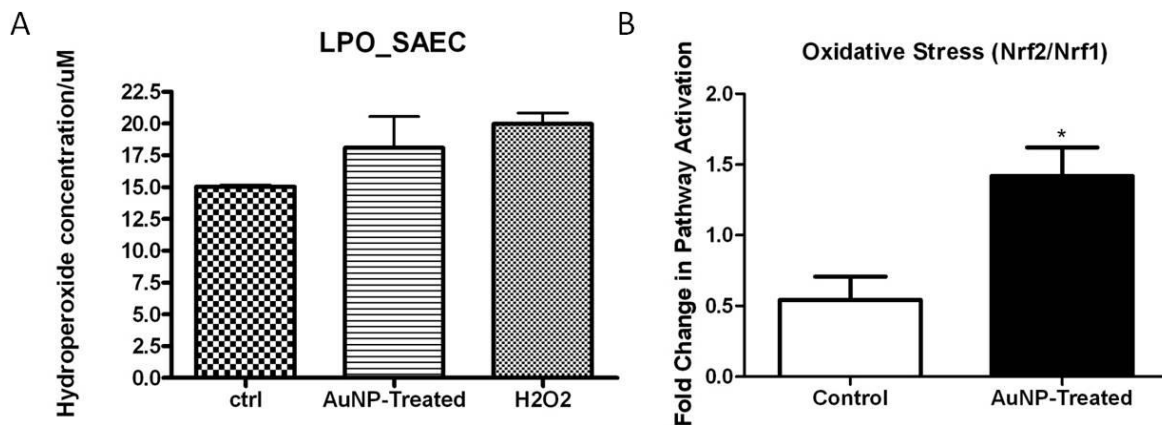 A
LPO_SAEC
Hydroperoxide concentration/uM
22.5
20.0
17.5
15.0
12.5
10.0
7.5
5.0
2.5
0.0
ctrl
AuNP-Treated
H2O2
B
Oxidative Stress (Nrf2/Nrf1)
Fold Change in Pathway Activation
2.0
1.5
1.0
0.5
0.0
*
Control
AuNP-Treated